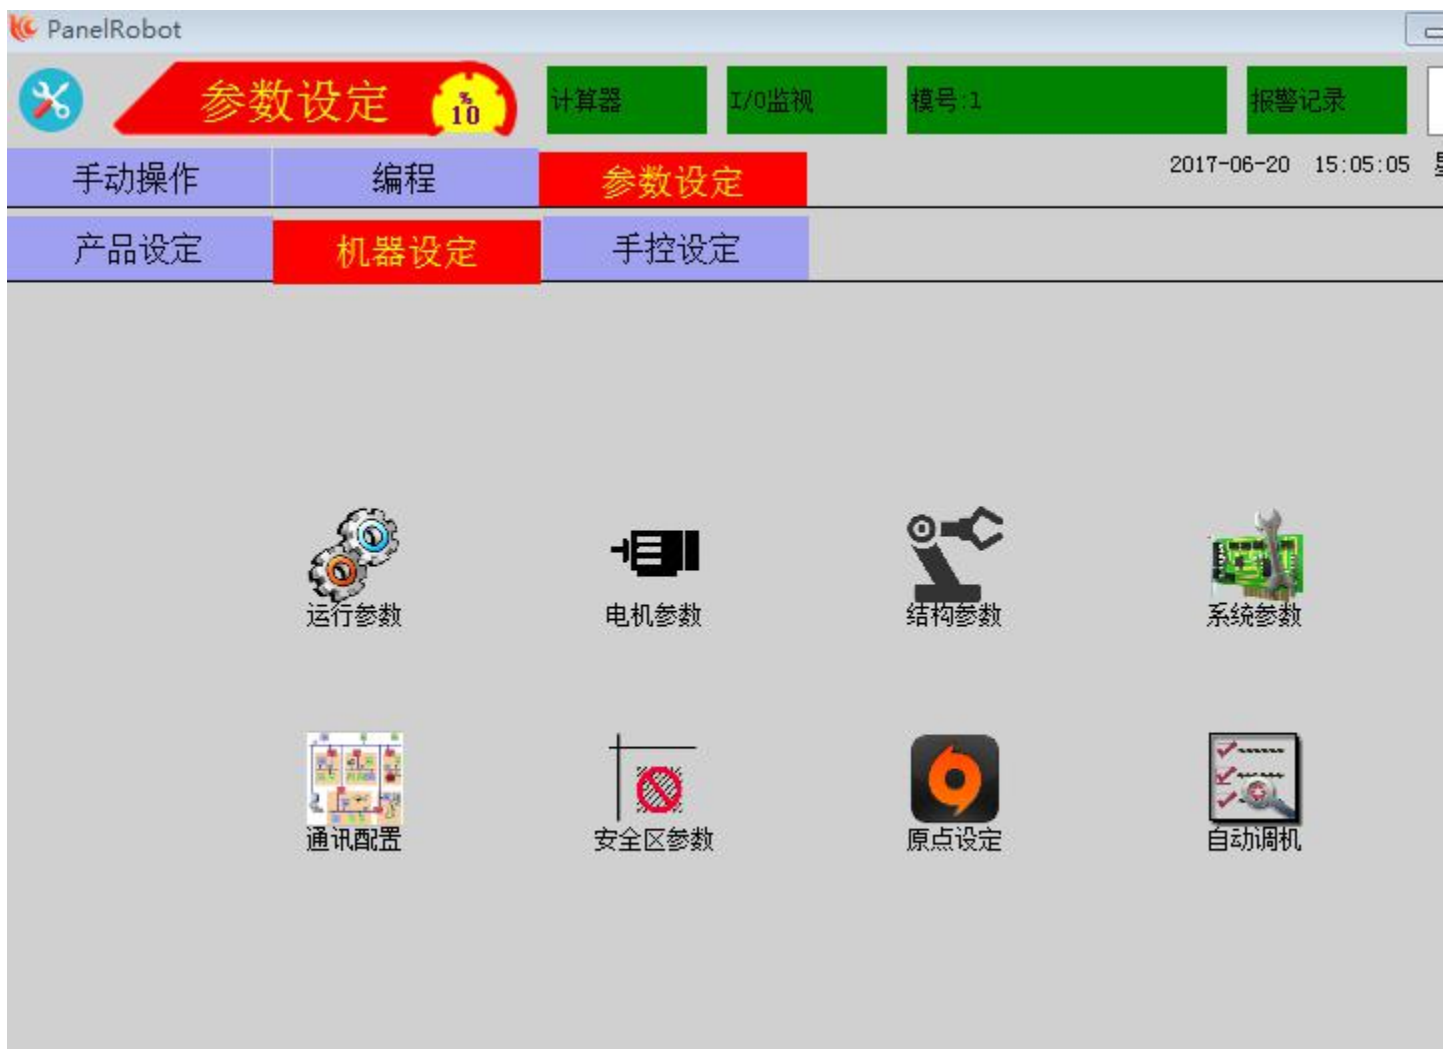 PanelRobot
参数设定 % 10 计算器 I/O监视 模号:1 报警记录
手动操作 编程 参数设定 2017-06-20 15:05:05
产品设定 机器设定 手控设定
运行参数 电机参数 结构参数 系统参数
通讯配置 安全区参数 原点设定 自动调机